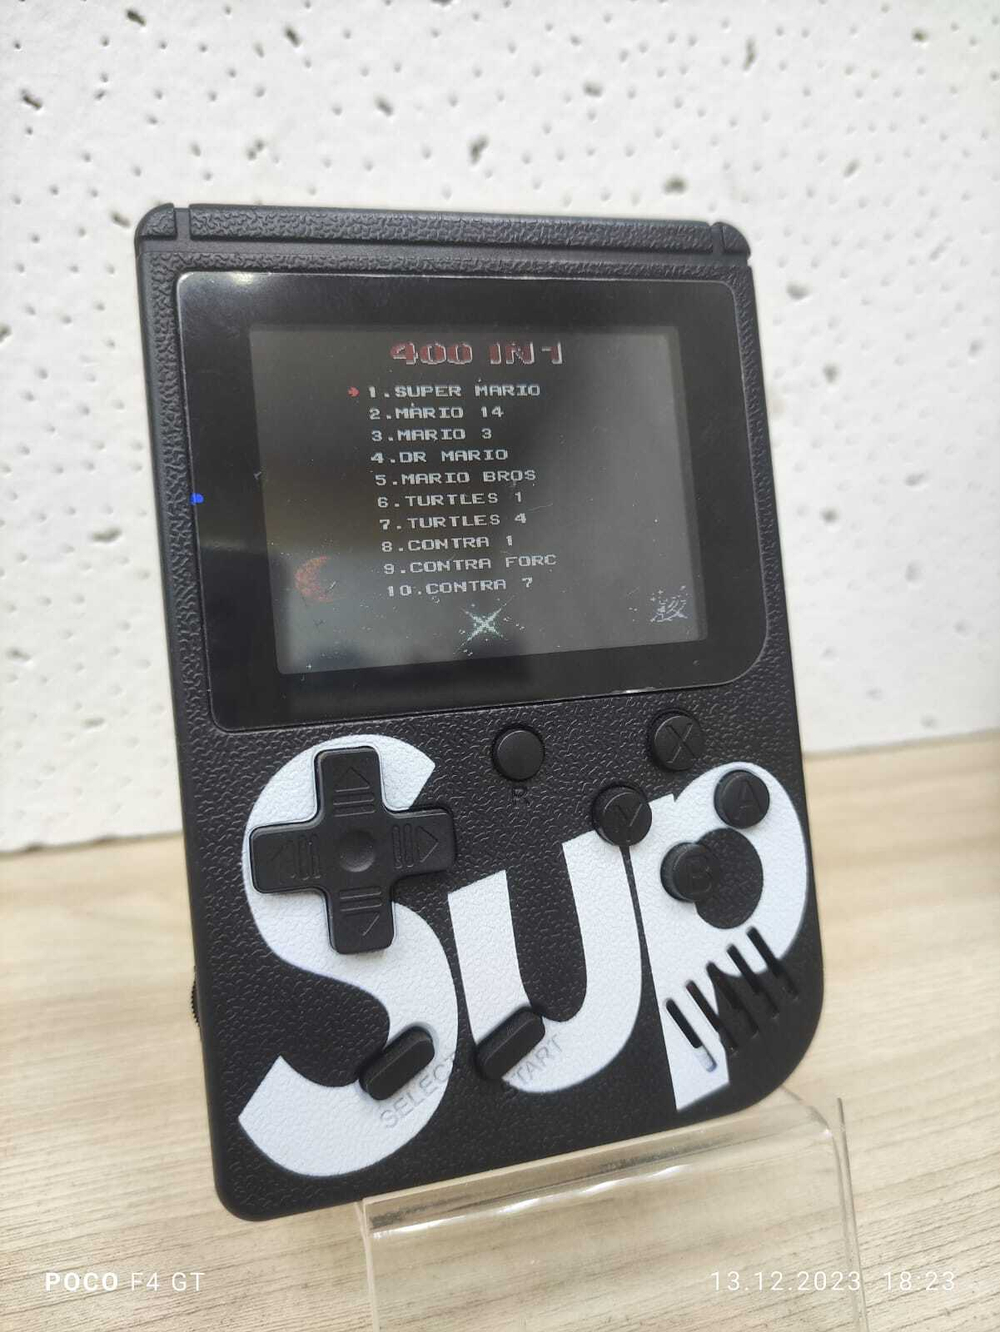 400 IN 1
1.SUPER MARIO
2.MARIO 14
3.MARIO 3
4.DR MARIO
5.MARIO BROS
6.TURTLES 1
7.TURTLES 4
8.CONTRA 1
9.CONTRA FORC
10.CONTRA 7
R
X
Y
A
B
Sup
SELECT
START
POCO F4 GT
13.12.2023 18:23